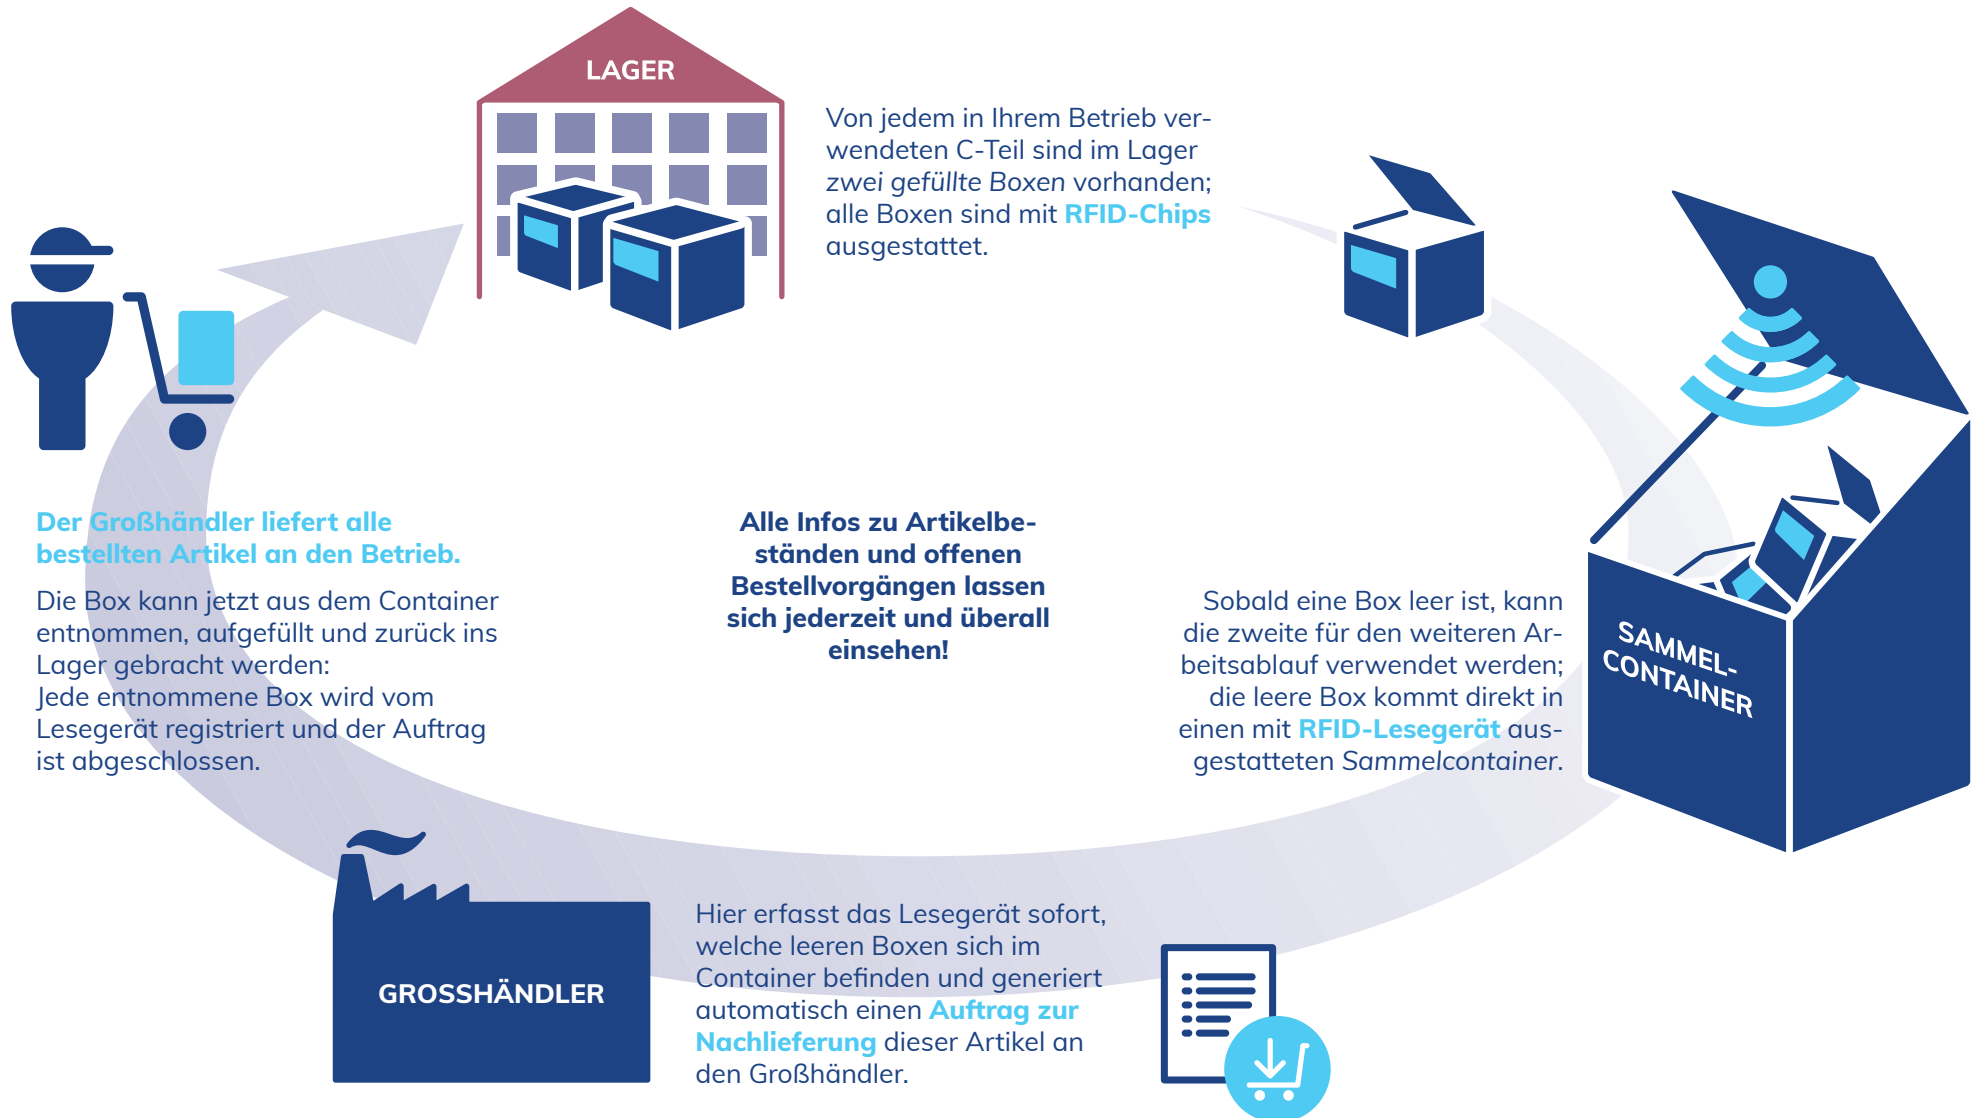 LAGER
Von jedem in Ihrem Betrieb ver-
wendeten C-Teil sind im Lager
zwei gefüllte Boxen vorhanden;
alle Boxen sind mit RFID-Chips
ausgestattet.
SAMMEL-
CONTAINER
Sobald eine Box leer ist, kann
die zweite für den weiteren Ar-
beitsablauf verwendet werden;
die leere Box kommt direkt in
einen mit RFID-Lesegerät aus-
gestatteten Sammelcontainer.
Hier erfasst das Lesegerät sofort,
welche leeren Boxen sich im
Container befinden und generiert
automatisch einen Auftrag zur
Nachlieferung dieser Artikel an
den Großhändler.
GROSSHÄNDLER
Der Großhändler liefert alle
bestellten Artikel an den Betrieb.
Die Box kann jetzt aus dem Container
entnommen, aufgefüllt und zurück ins
Lager gebracht werden:
Jede entnommene Box wird vom
Lesegerät registriert und der Auftrag
ist abgeschlossen.
Alle Infos zu Artikelbe-
ständen und offenen
Bestellvorgängen lassen
sich jederzeit und überall
einsehen!